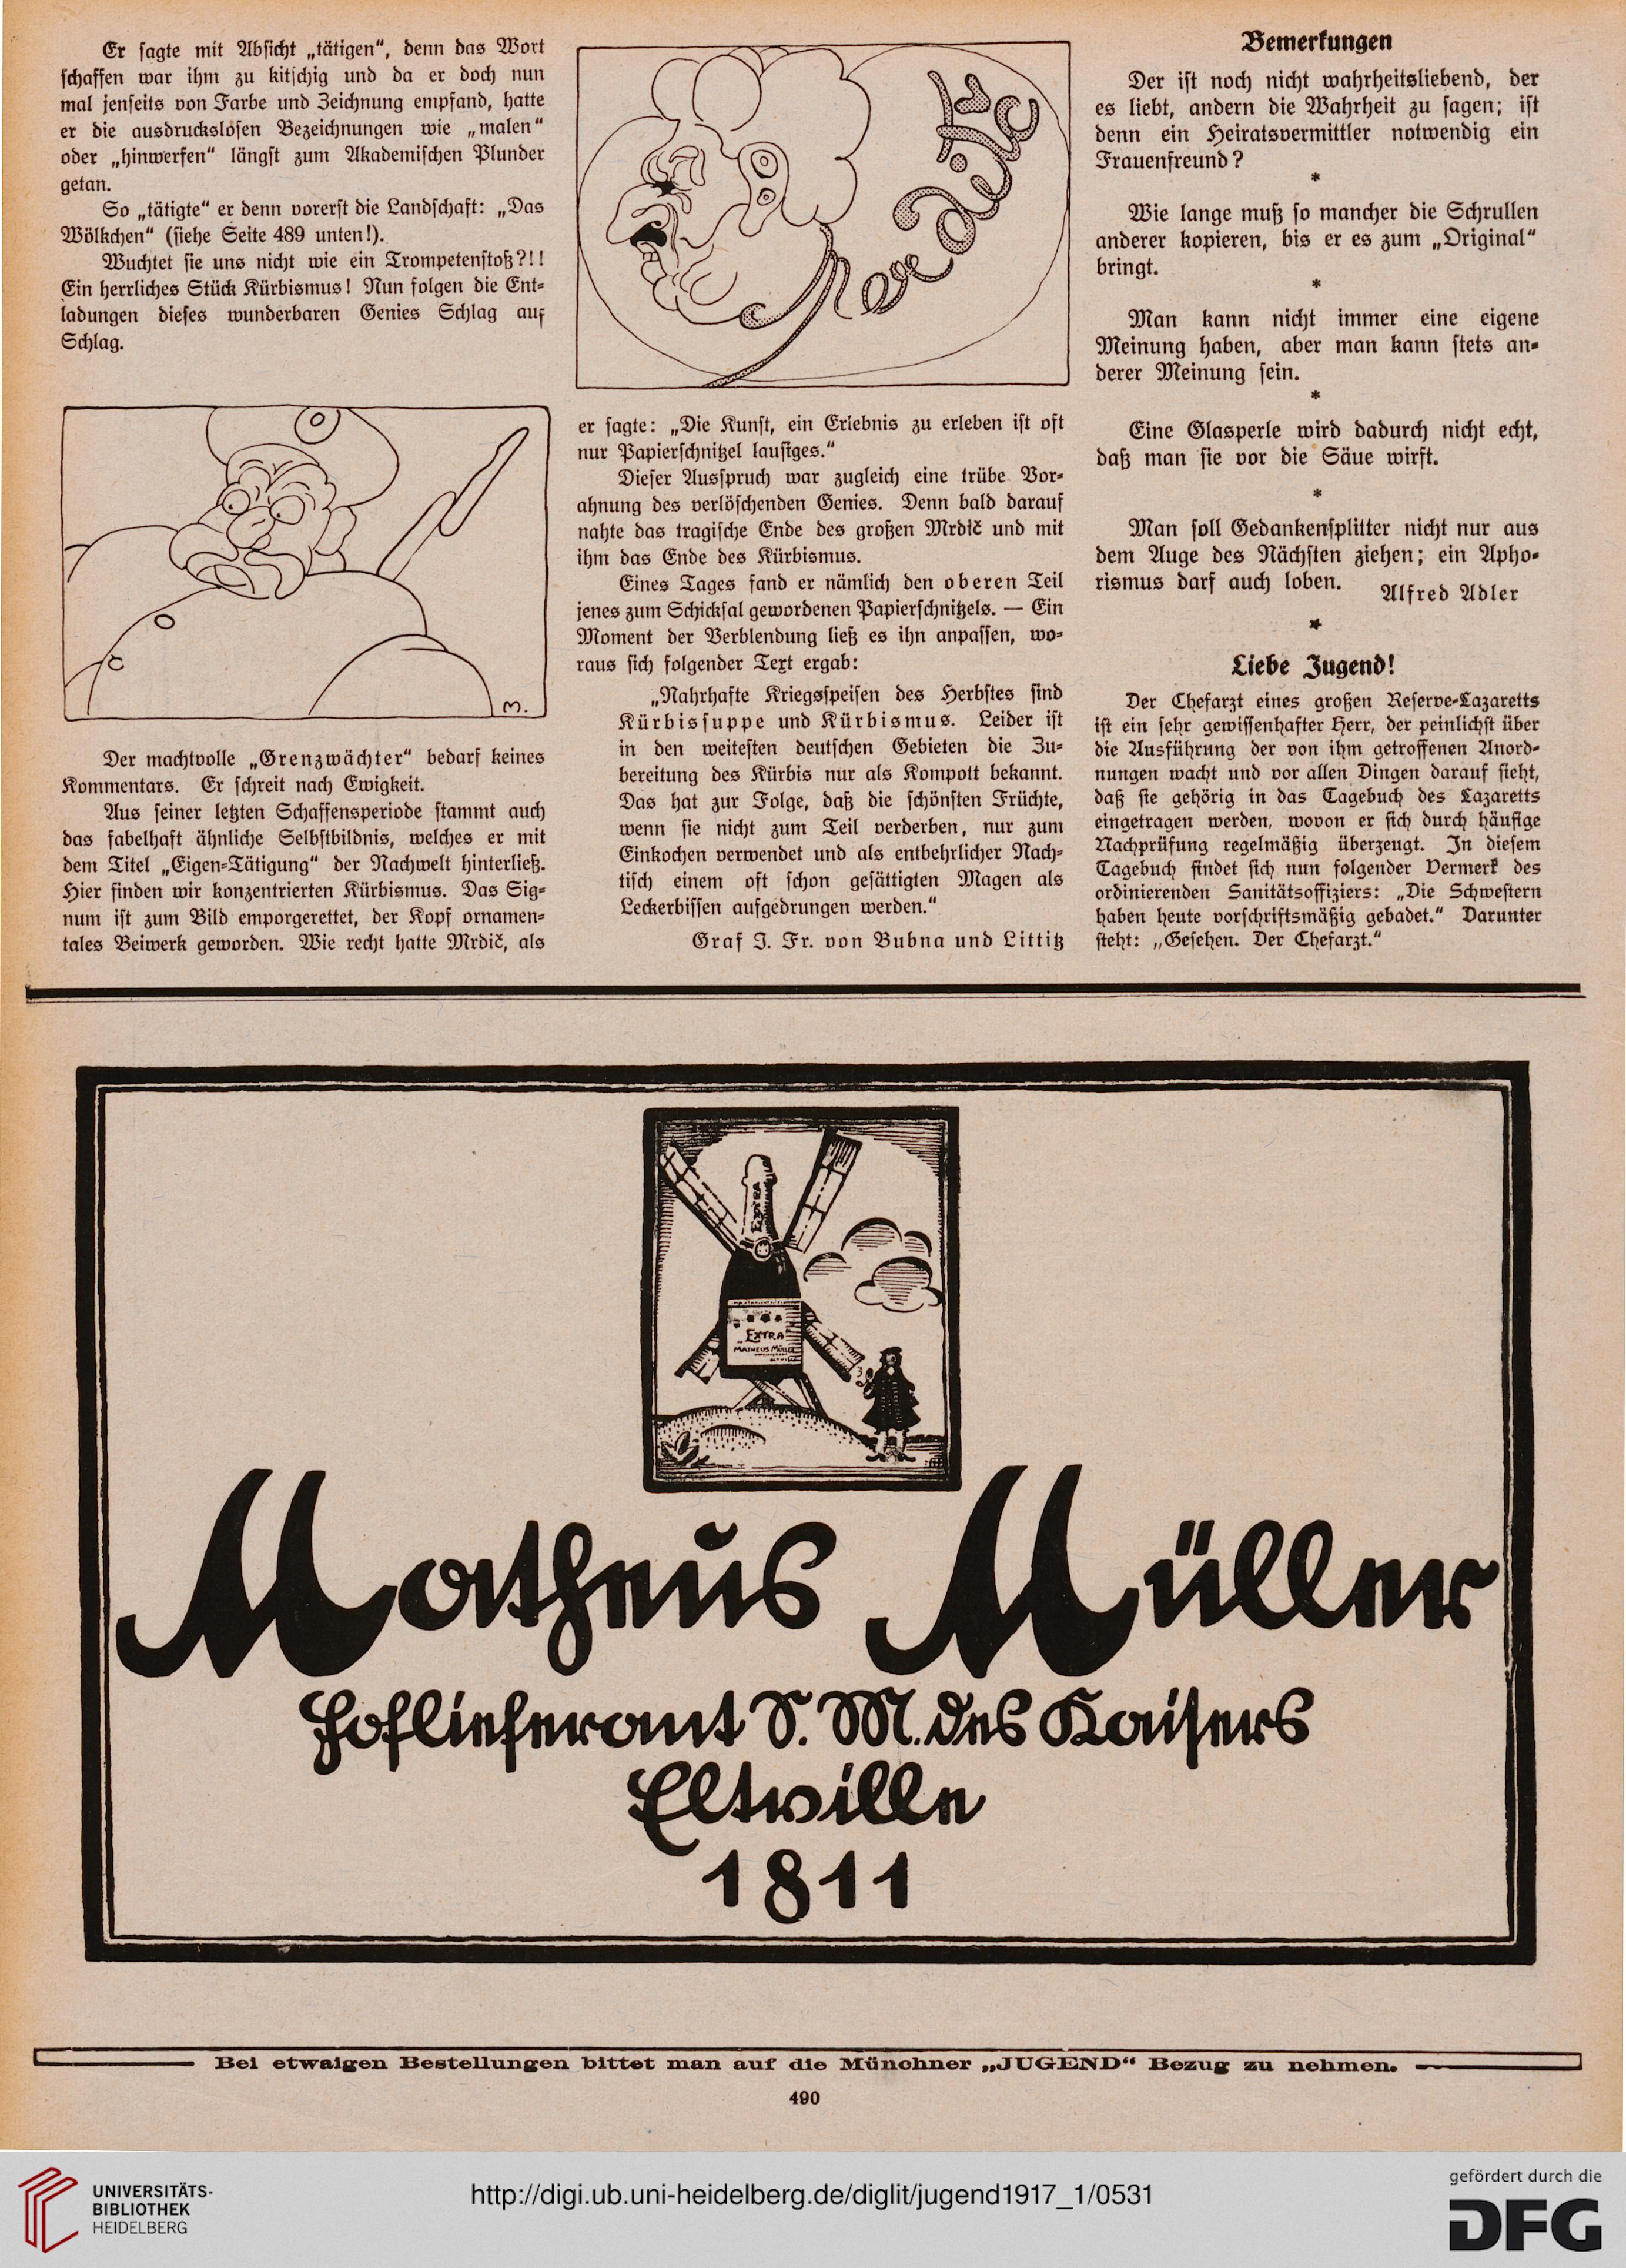 Er sagte mit Absicht „tätigen“, denn das Wort
schaffen war ihm zu kitschig und da er doch nun
mal jenseits von Farbe und Zeichnung empfand, hatte
er die ausdruckslosen Bezeichnungen wie „malen“
oder „hinwerfen“ längst zum Akademischen Plunder
getan.
So „tätigte“ er denn vorerst die Landschaft: „Das
Wölkchen“ (siehe Seite 489 unten!).
Wuchtet sie uns nicht wie ein Trompetenstoß?!!
Ein herrliches Stück Kürbismus! Nun folgen die Ent-
ladungen dieses wunderbaren Genies Schlag auf
Schlag.
M.
Der machtvolle „Grenzwächter“ bedarf keines
Kommentars. Er schreit nach Ewigkeit.
Aus seiner letzten Schaffensperiode stammt auch
das fabelhaft ähnliche Selbstbildnis, welches er mit
dem Titel „Eigen-Tätigung“ der Nachwelt hinterließ.
Hier finden wir konzentrierten Kürbismus. Das Sig-
num ist zum Bild emporgerettet, der Kopf ornamen-
tales Beiwerk geworden. Wie recht hatte Mrdič, als
er sagte: „Die Kunst, ein Erlebnis zu erleben ist oft
nur Papierschnitzel laustges.“
Dieser Ausspruch war zugleich eine trübe Vor-
ahnung des verlöschenden Genies. Denn bald darauf
nahte das tragische Ende des großen Mrdič und mit
ihm das Ende des Kürbismus.
Eines Tages fand er nämlich den oberen Teil
jenes zum Schicksal gewordenen Papierschnitzels. — Ein
Moment der Verblendung ließ es ihn anpassen, wo-
raus sich folgender Text ergab:
„Nahrhafte Kriegsspeisen des Herbstes sind
Kürbissuppe und Kürbismus. Leider ist
in den weitesten deutschen Gebieten die Zu-
bereitung des Kürbis nur als Kompott bekannt.
Das hat zur Folge, daß die schönsten Früchte,
wenn sie nicht zum Teil verderben, nur zum
Einkochen verwendet und als entbehrlicher Nach-
tisch einem oft schon gesättigten Magen als
Leckerbissen aufgedrungen werden.“
Graf J. Fr. von Bubna und Littitz
Bemerkungen
Der ist noch nicht wahrheitsliebend, der
es liebt, andern die Wahrheit zu sagen; ist
denn ein Heiratsvermittler notwendig ein
Frauenfreund?
*
Wie lange muß so mancher die Schrullen
anderer kopieren, bis er es zum „Original“
bringt.
*
Man kann nicht immer eine eigene
Meinung haben, aber man kann stets an-
derer Meinung sein.
*
Eine Glasperle wird dadurch nicht echt,
daß man sie vor die Säue wirft.
*
Man soll Gedankensplitter nicht nur aus
dem Auge des Nächsten ziehen; ein Apho-
rismus darf auch loben.
Alfred Adler
*
Liebe Jugend!
Der Chefarzt eines großen Reserve-Lazaretts
ist ein sehr gewissenhafter Herr, der peinlichst über
die Ausführung der von ihm getroffenen Anord-
nungen wacht und vor allen Dingen darauf sieht,
daß sie gehörig in das Tagebuch des Lazaretts
eingetragen werden, wovon er sich durch häufige
Nachprüfung regelmäßig überzeugt. In diesem
Tagebuch findet sich nun folgender Vermerk des
ordinierenden Sanitätsoffiziers: „Die Schwestern
haben heute vorschriftsmäßig gebadet.“ Darunter
steht: „Gesehen. Der Chefarzt.“
EXTRA
„EXTRA“
MATHEUS MÜLLER
Matheus Müller
Hoflieferant S. M. des Kaisers
Eltville
1811
Bei etwaigen Bestellungen bittet man auf die Münchner „JUGEND“ Bezug zu nehmen.
490
UNIVERSITÄTS-
BIBLIOTHEK
HEIDELBERG
http://digi.ub.uni-heidelberg.de/diglit/jugend1917_1/0531
gefördert durch die
DFG